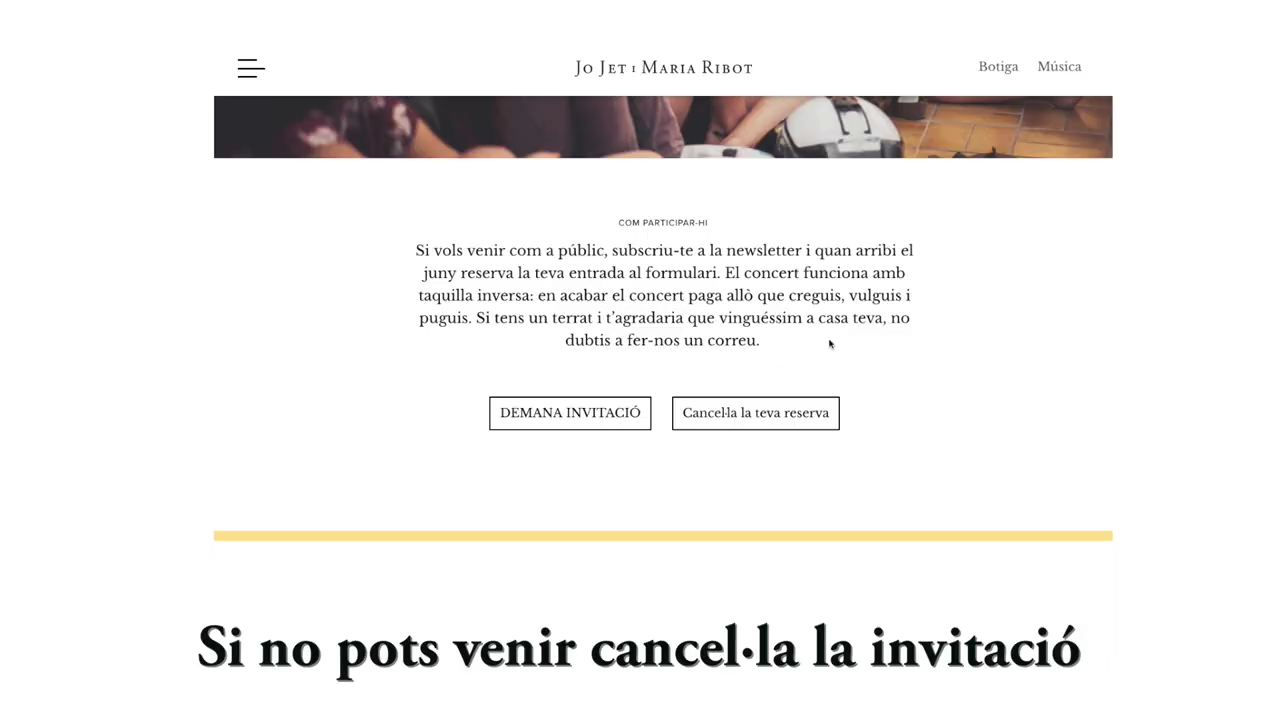 Jo Jet i Maria Ribot
Botiga Música
COM PARTICIPAR-HI
Si vols venir com a públic, subscriu-te a la newsletter i quan arribi el
juny reserva la teva entrada al formulari. El concert funciona amb
taquilla inversa: en acabar el concert paga allò que creguis, vulguis i
puguis. Si tens un terrat i t’agradaria que vinguéssim a casa teva, no
dubtis a fer-nos un correu.
DEMANA INVITACIÓ Cancel·la la teva reserva
Si no pots venir cancel·la la invitació